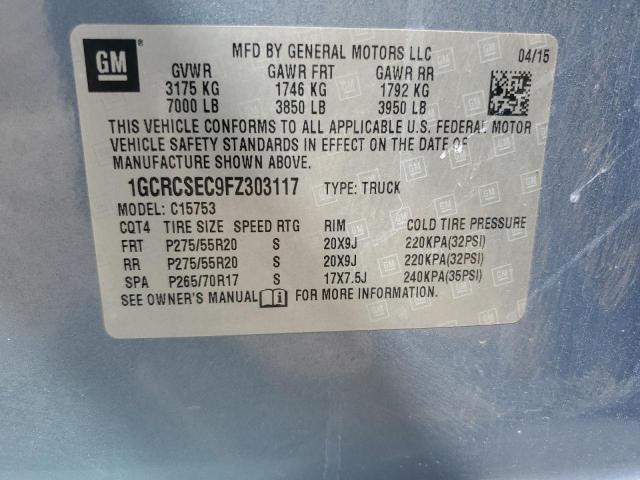 GM
MFD BY GENERAL MOTORS LLC 04/15
GVWR GAWR FRT GAWR RR
3175 KG 1746 KG 1792 KG
7000 LB 3850 LB 3950 LB
THIS VEHICLE CONFORMS TO ALL APPLICABLE U.S. FEDERAL MOTOR
VEHICLE SAFETY STANDARDS IN EFFECT ON THE DATE OF
MANUFACTURE SHOWN ABOVE.
1GCRCSEC9FZ303117 TYPE: TRUCK
MODEL: C15753
CQT4 TIRE SIZE SPEED RTG RIM COLD TIRE PRESSURE
FRT P275/55R20 S 20X9J 220KPA(32PSI)
RR P275/55R20 S 20X9J 220KPA(32PSI)
SPA P265/70R17 S 17X7.5J 240KPA(35PSI)
SEE OWNER'S MANUAL FOR MORE INFORMATION.